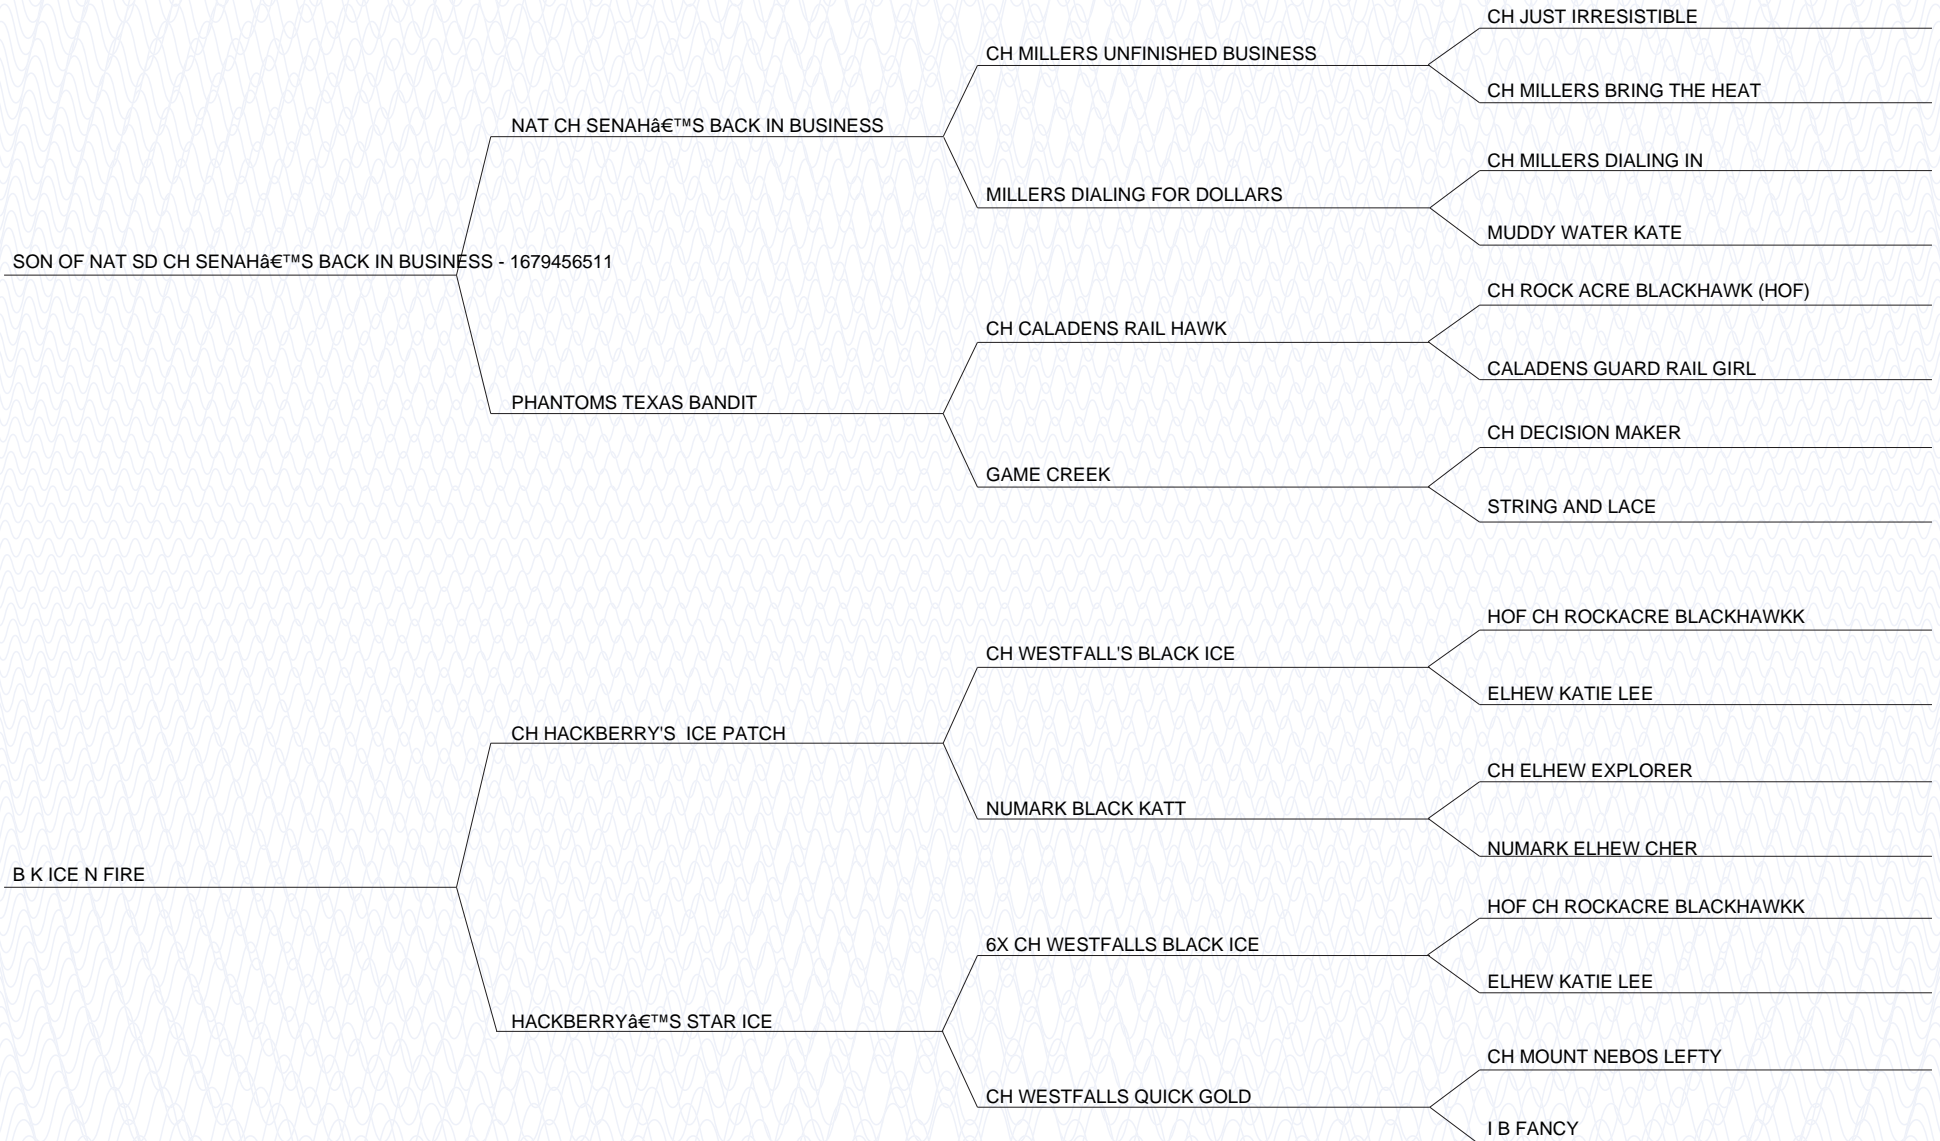 CH JUST IRRESISTIBLE
CH MILLERS UNFINISHED BUSINESS
CH MILLERS BRING THE HEAT
NAT CH SENAHâ€™S BACK IN BUSINESS
CH MILLERS DIALING IN
MILLERS DIALING FOR DOLLARS
MUDDY WATER KATE
SON OF NAT SD CH SENAHâ€™S BACK IN BUSINESS - 1679456511
CH ROCK ACRE BLACKHAWK (HOF)
CH CALADENS RAIL HAWK
CALADENS GUARD RAIL GIRL
PHANTOMS TEXAS BANDIT
CH DECISION MAKER
GAME CREEK
STRING AND LACE
HOF CH ROCKACRE BLACKHAWKK
CH WESTFALL'S BLACK ICE
ELHEW KATIE LEE
CH HACKBERRY'S  ICE PATCH
CH ELHEW EXPLORER
NUMARK BLACK KATT
NUMARK ELHEW CHER
B K ICE N FIRE
HOF CH ROCKACRE BLACKHAWKK
6X CH WESTFALLS BLACK ICE
ELHEW KATIE LEE
HACKBERRYâ€™S STAR ICE
CH MOUNT NEBOS LEFTY
CH WESTFALLS QUICK GOLD
I B FANCY